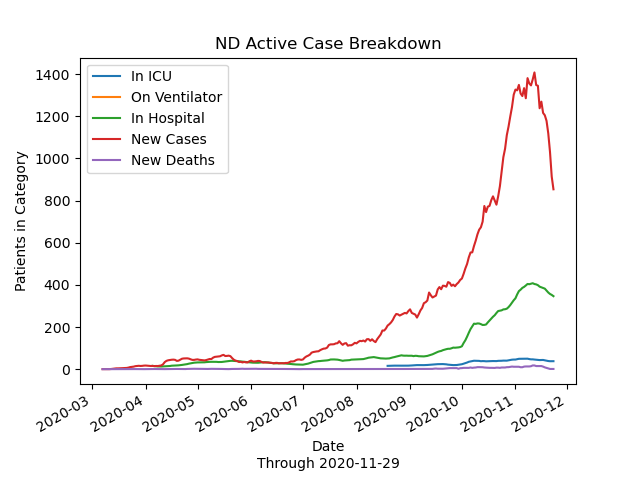 ND Active Case Breakdown
In ICU
On Ventilator
In Hospital
New Cases
New Deaths
Patients in Category
1400
1200
1000
800
600
400
200
0
2020-03
2020-04
2020-05
2020-06
2020-07
2020-08
2020-09
2020-10
2020-11
2020-12
Date
Through 2020-11-29